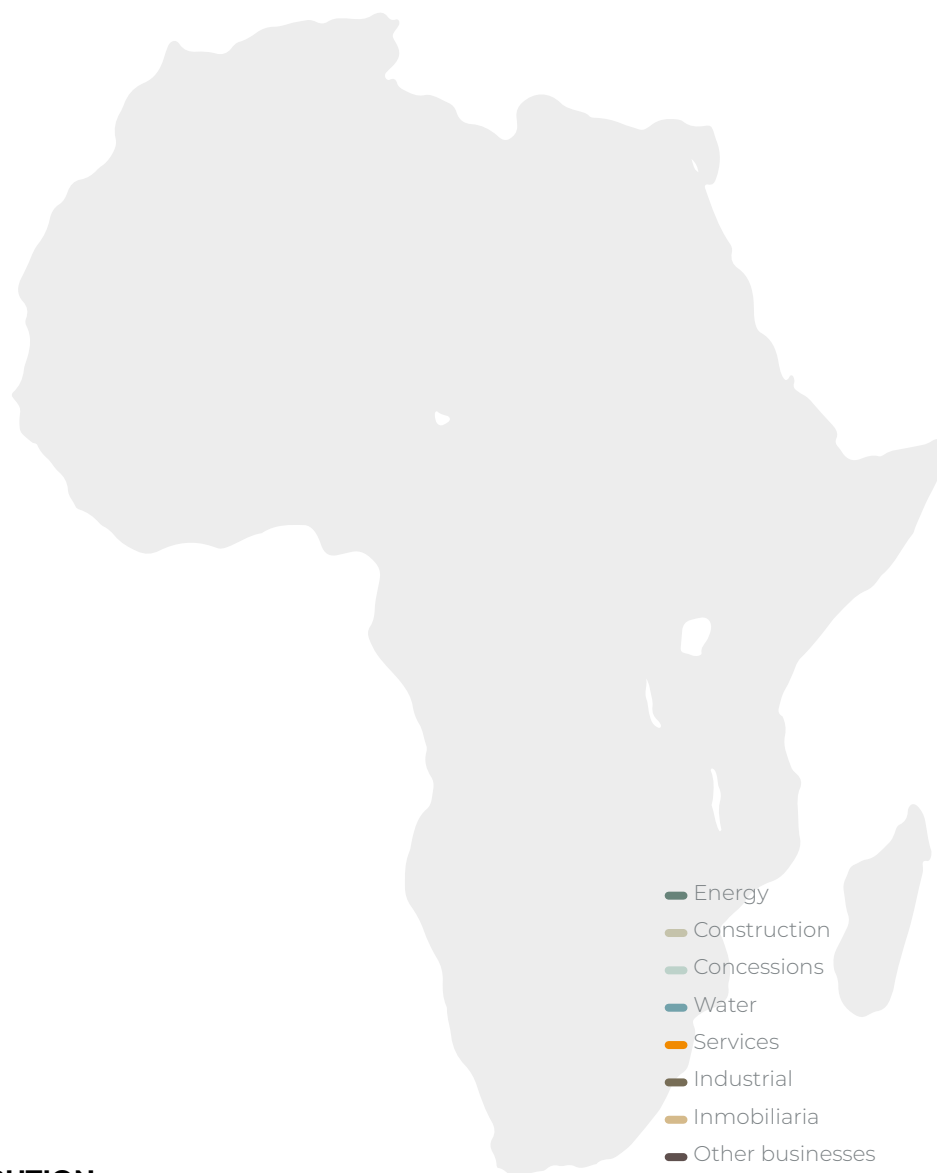 Energy
Construction
Concessions
Water
Services
Industrial
Inmobiliaria
Other businesses